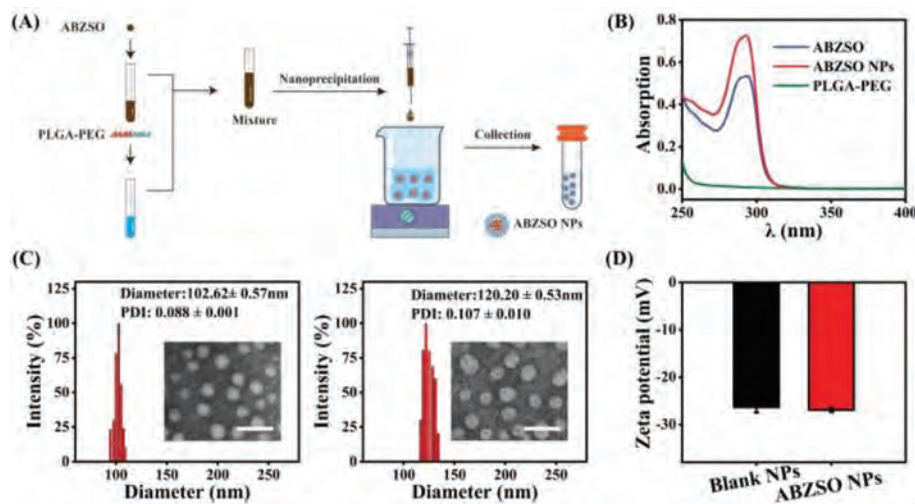 (A)
ABZSO
PLGA-PEG
Mixture
Nanoprecipitation
Collection
ABZSO NPs
(B)
Absorption
0.8
0.6
0.4
0.2
0.0
ABZSO
ABZSO NPs
PLGA-PEG
250 300 350 400
λ (nm)
(C)
Intensity (%)
125
100
75
50
25
0
Diameter:102.62± 0.57nm
PDI: 0.088 ± 0.001
100 150 200 250
Diameter (nm)
Intensity (%)
125
100
75
50
25
0
Diameter:120.20± 0.53nm
PDI: 0.107 ± 0.010
100 150 200 250
Diameter (nm)
(D)
Zeta potential (mV)
0
-10
-20
-30
Blank NPs
ABZSO NPs